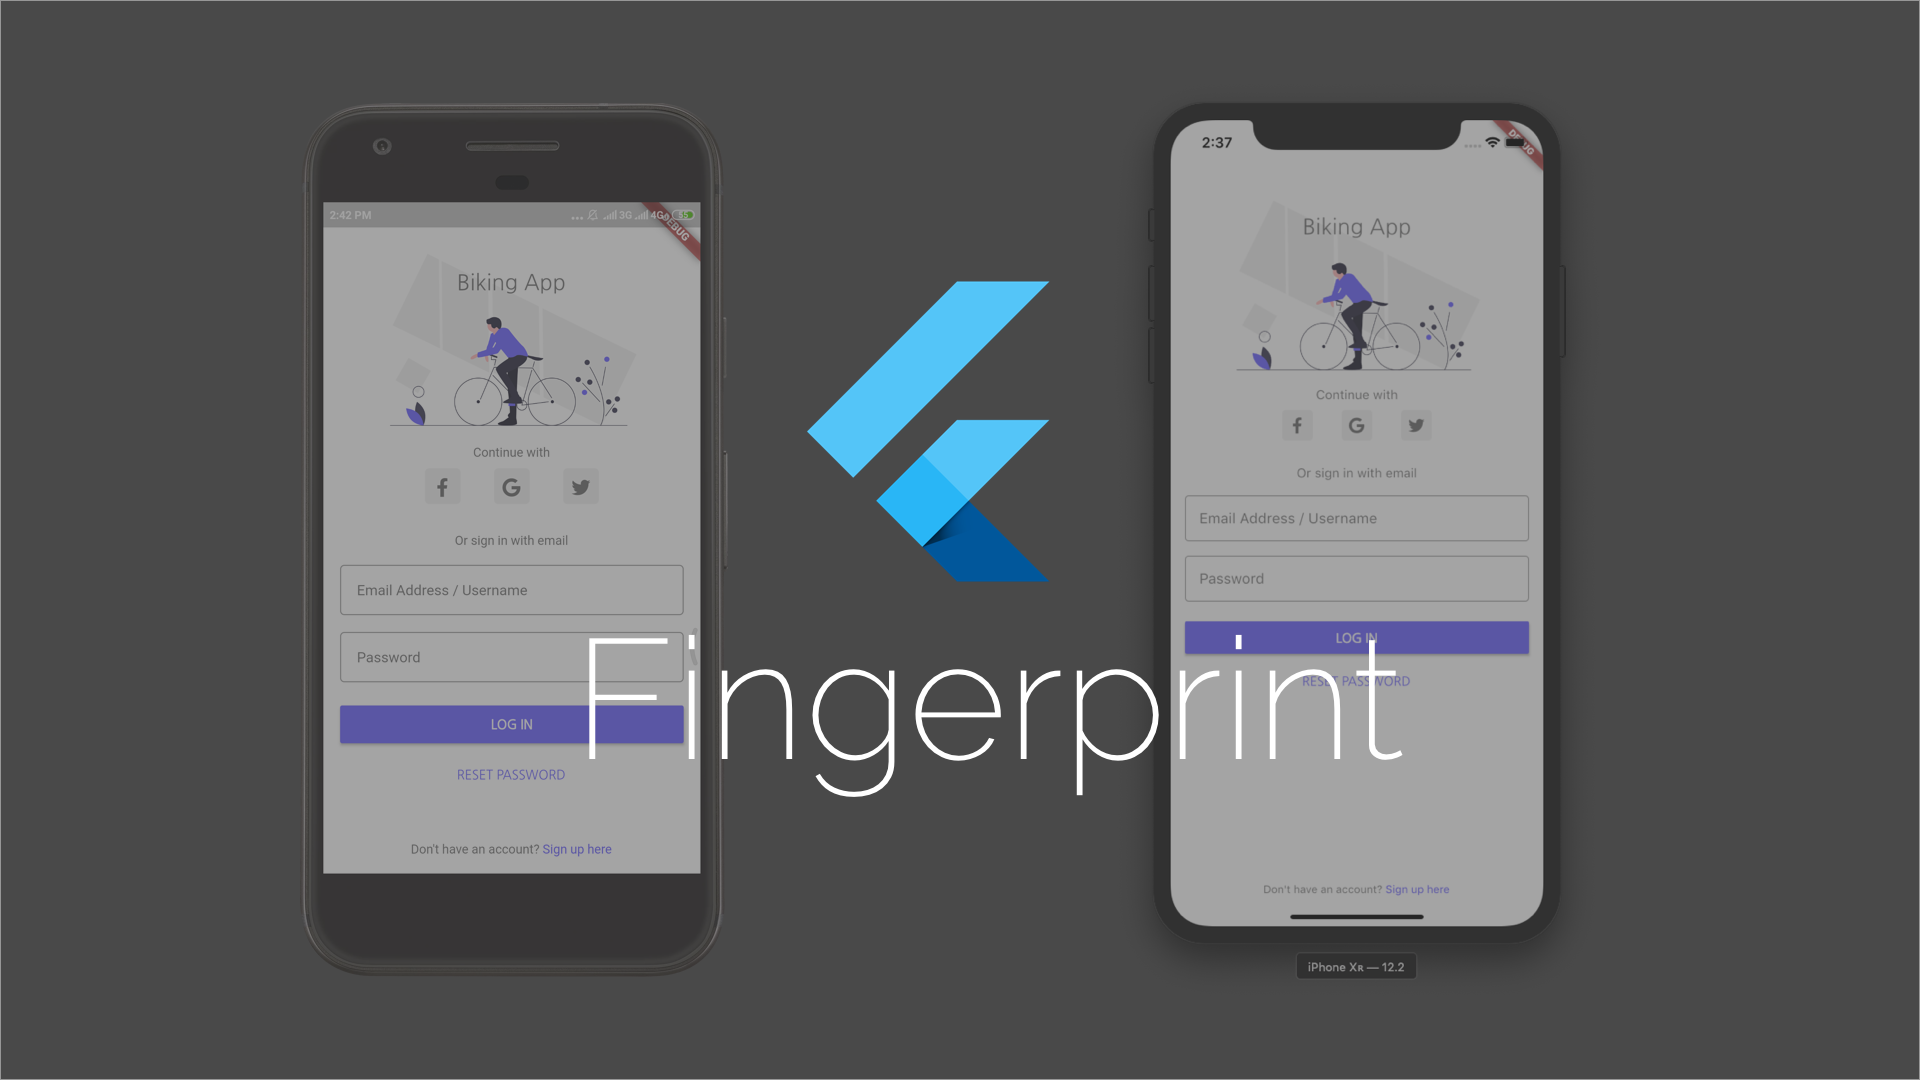 2:42 PM
3G
4G
55
DEBUG
Biking App
Continue with
Or sign in with email
Email Address / Username
Password
LOG IN
RESET PASSWORD
Don't have an account? Sign up here
Fingerprint
2:37
DEBUG
Biking App
Continue with
Or sign in with email
Email Address / Username
Password
LOG IN
RESET PASSWORD
Don't have an account? Sign up here
iPhone XR — 12.2